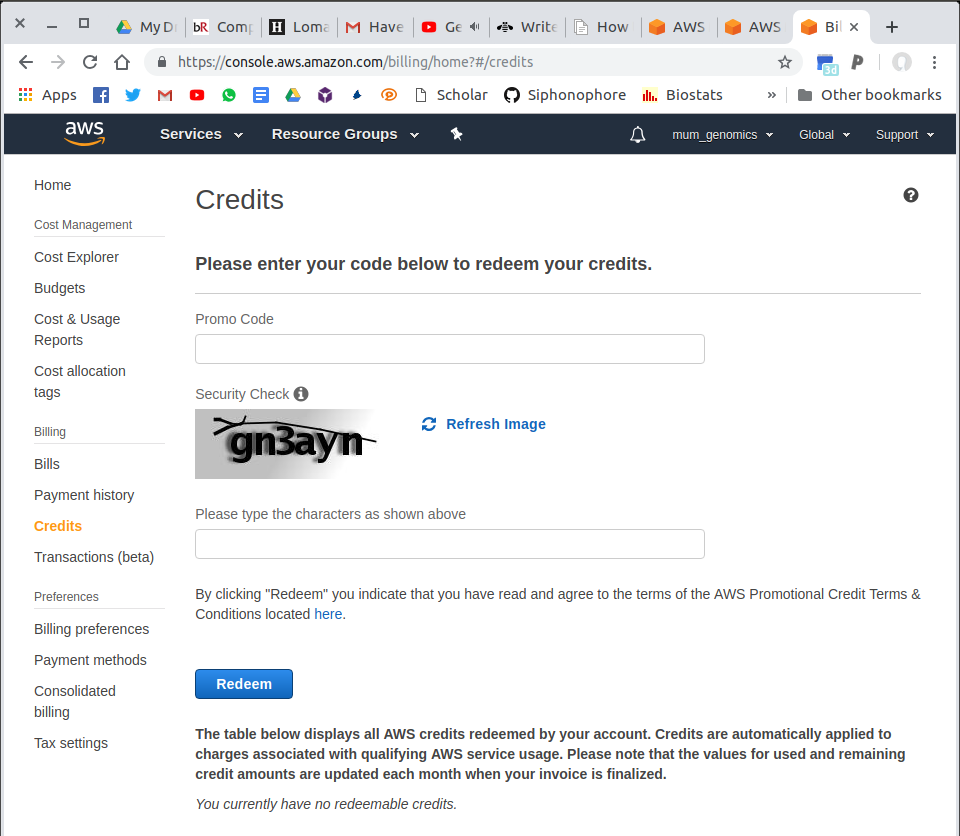 My Dr
bR Comp
H Loma
Have
Ge
Write
How
AWS
AWS
Bil
https://console.aws.amazon.com/billing/home?#/credits
3d
Apps
Scholar
Siphonophore
Biostats
»
Other bookmarks
aws
Services
Resource Groups
mum_genomics
Global
Support
Home
Cost Management
Cost Explorer
Budgets
Cost & Usage
Reports
Cost allocation
tags
Billing
Bills
Payment history
Credits
Transactions (beta)
Preferences
Billing preferences
Payment methods
Consolidated
billing
Tax settings
Credits
Please enter your code below to redeem your credits.
Promo Code
Security Check
gn3ayn
Refresh Image
Please type the characters as shown above
By clicking "Redeem" you indicate that you have read and agree to the terms of the AWS Promotional Credit Terms &
Conditions located here.
Redeem
The table below displays all AWS credits redeemed by your account. Credits are automatically applied to
charges associated with qualifying AWS service usage. Please note that the values for used and remaining
credit amounts are updated each month when your invoice is finalized.
You currently have no redeemable credits.